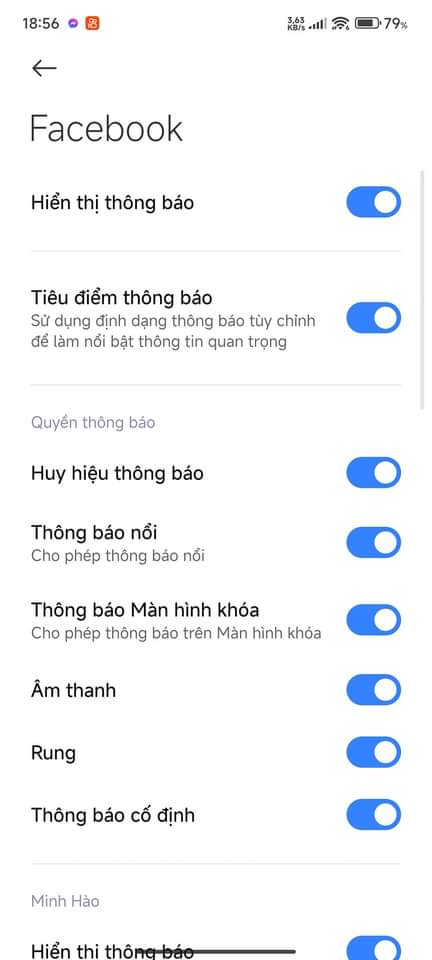 18:56
3,63
KB/s
79%
Facebook
Hiển thị thông báo
Tiêu điểm thông báo
Sử dụng định dạng thông báo tùy chỉnh
để làm nổi bật thông tin quan trọng
Quyền thông báo
Huy hiệu thông báo
Thông báo nổi
Cho phép thông báo nổi
Thông báo Màn hình khóa
Cho phép thông báo trên Màn hình khóa
Âm thanh
Rung
Thông báo cố định
Minh Hào
Hiển thị thông báo